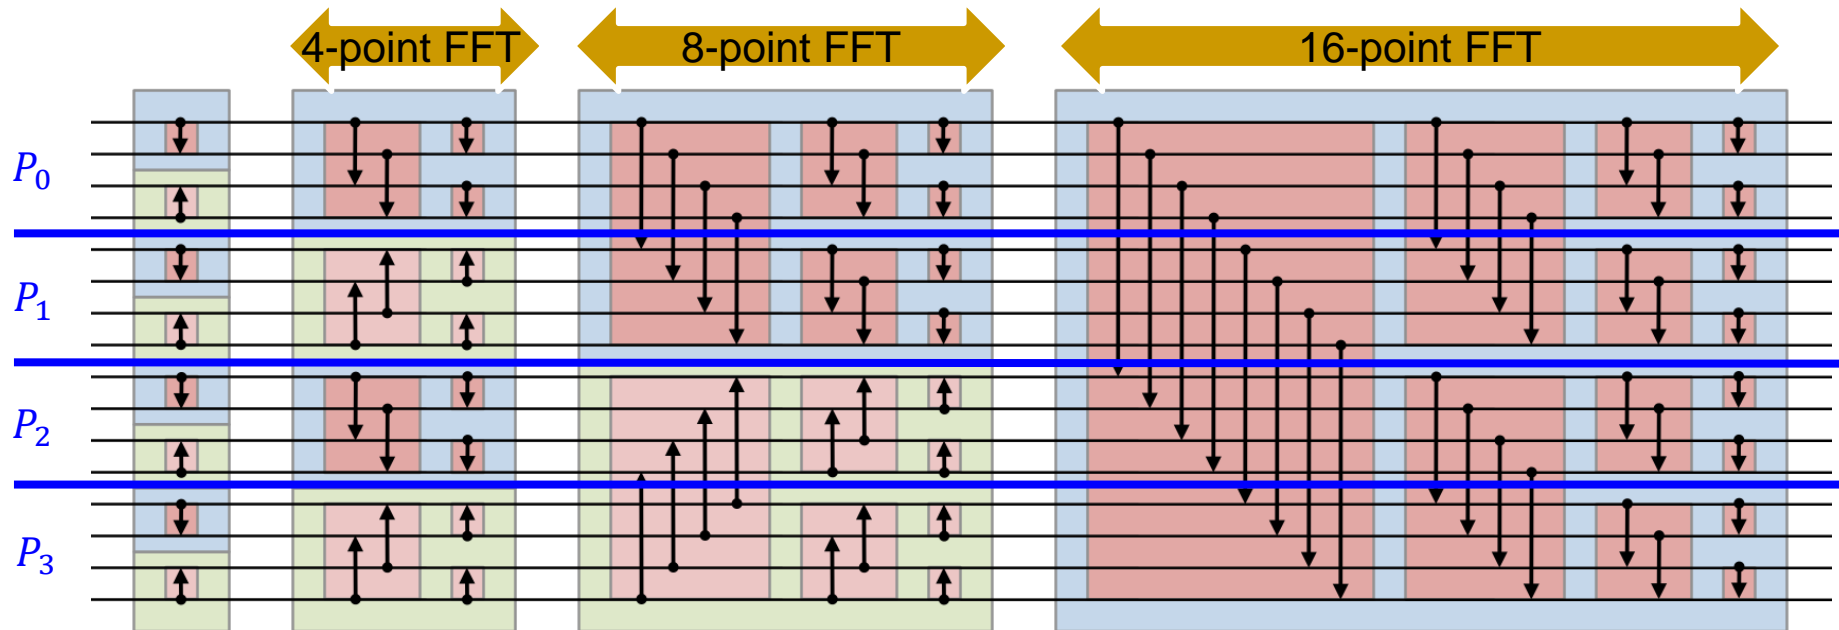 4-point FFT 8-point FFT 16-point FFT
P₀
P₁
P₂
P₃